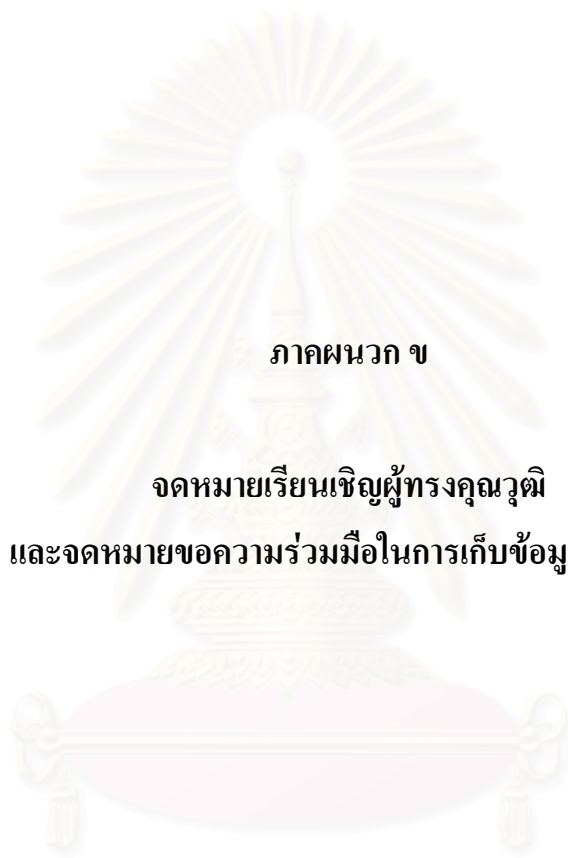 ภาคผนวก ข
จดหมายเรียนเชิญผู้ทรงคุณวุฒิ
และจดหมายขอความร่วมมือในการเก็บข้อมู